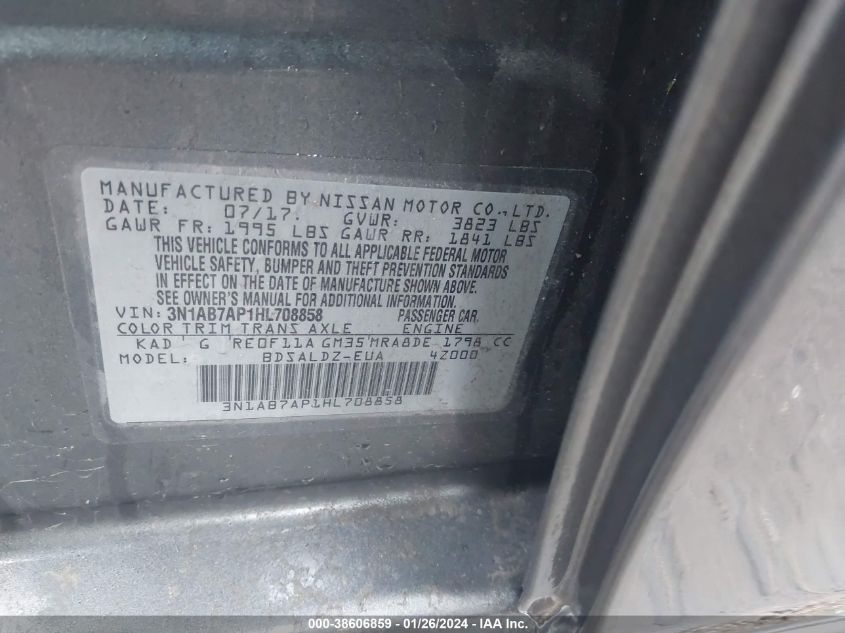 MANUFACTURED BY NISSAN MOTOR CO., LTD.
DATE: 07/17. GVWR: 3823 LBS
GAWR FR: 1995 LBS GAWR RR: 1841 LBS
THIS VEHICLE CONFORMS TO ALL APPLICABLE FEDERAL MOTOR
VEHICLE SAFETY, BUMPER AND THEFT PREVENTION STANDARDS
IN EFFECT ON THE DATE OF MANUFACTURE SHOWN ABOVE.
SEE OWNER'S MANUAL FOR ADDITIONAL INFORMATION.
VIN: 3N1AB7AP1HL708858 PASSENGER CAR.
COLOR TRIM TRANS AXLE ENGINE
KAD G RE0F11A GM35 MRA8DE 1798 CC
MODEL: BDSALDZ-EUA 4Z000
3N1AB7AP1HL708858
000-38606859 - 01/26/2024 - IAA Inc.